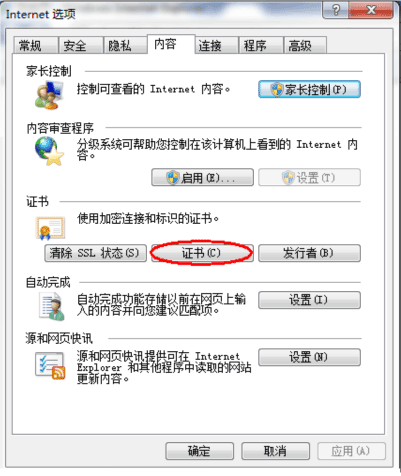 Internet 选项
常规 安全 隐私 内容 连接 程序 高级
家长控制
控制可查看的 Internet 内容。
家长控制(P)
内容审查程序
分级系统可帮助您控制在该计算机上看到的 Internet 内
容。
启用(E)... 设置(T)
证书
使用加密连接和标识的证书。
清除 SSL 状态(S) 证书(C) 发行者(B)
自动完成
自动完成功能存储以前在网页上输
入的内容并向您建议匹配项。
设置(I)
源和网页快讯
源和网页快讯提供可在 Internet
Explorer 和其他程序中读取的网站
更新内容。
设置(N)
确定 取消 应用(A)